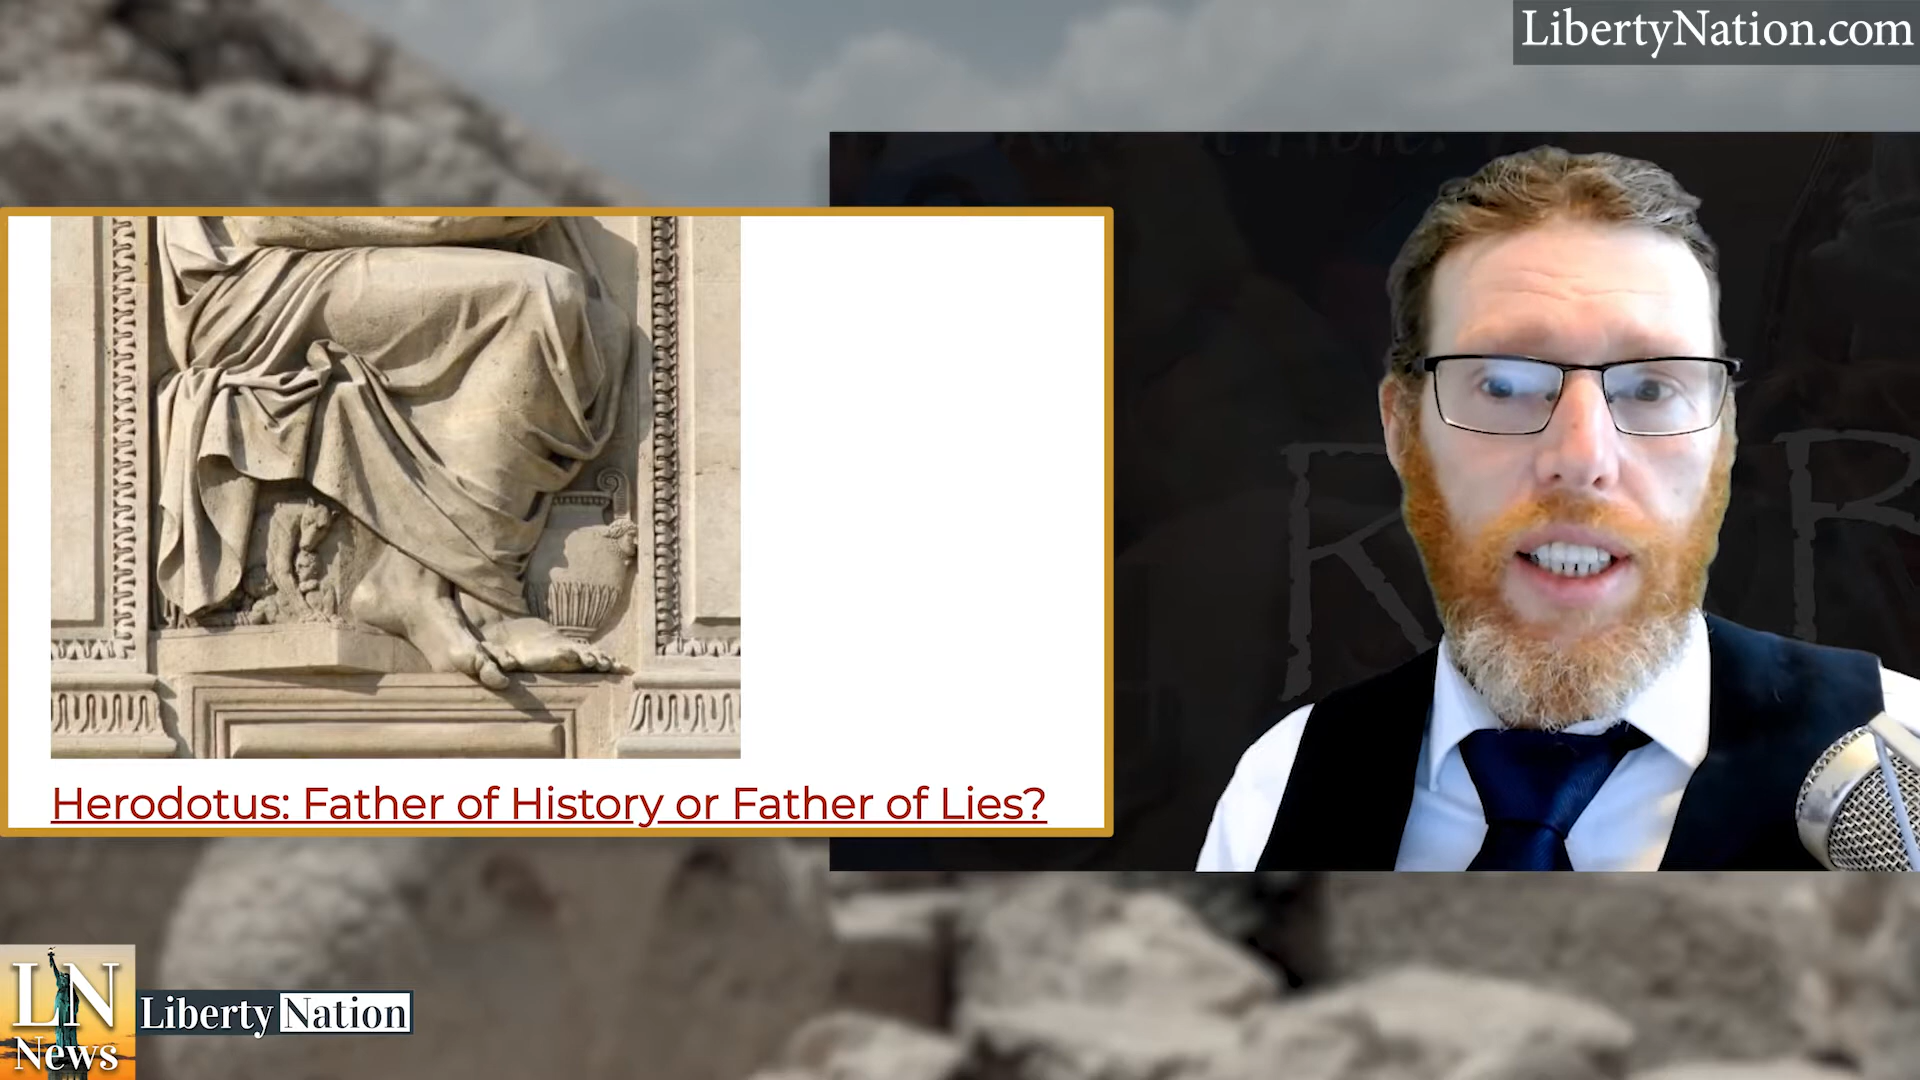 LibertyNation.com
Herodotus: Father of History or Father of Lies?
LN
News
Liberty Nation